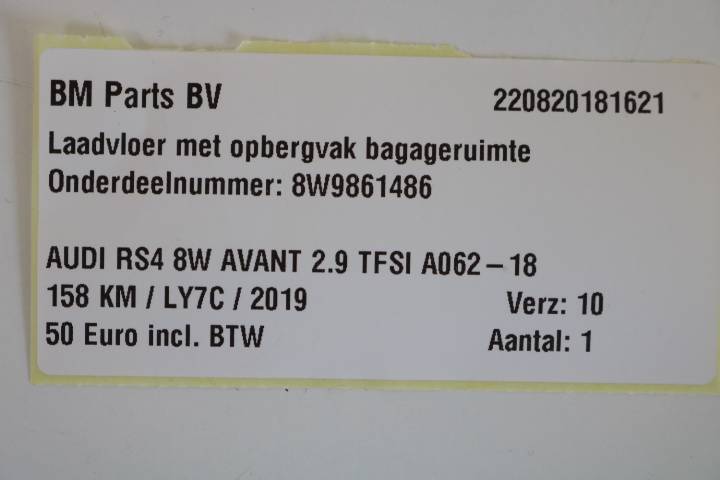 BM Parts BV 220820181621
Laadvloer met opbergvak bagageruimte
Onderdeelnummer: 8W9861486
AUDI RS4 8W AVANT 2.9 TFSI A062-18
158 KM / LY7C / 2019 Verz: 10
50 Euro incl. BTW Aantal: 1